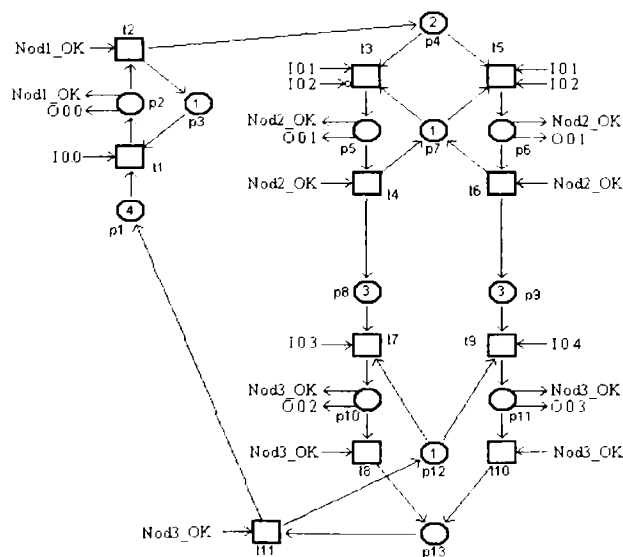 t2 2
Nod1_OK p4 t3 t5
I01 I01
I02 I02
Nod1_OK 1
O00 p2 p3 Nod2_OK 1 Nod2_OK
O01 p5 p7 p6 O01
I00 t1
Nod2_OK t4 t6 Nod2_OK
4
p1
p8 3 3 p9
t7 t9
I03 I04
Nod3_OK Nod3_OK
O02 p10 p11 O03
Nod3_OK 1 Nod3_OK
t8 p12 t10
Nod3_OK
t11 p13